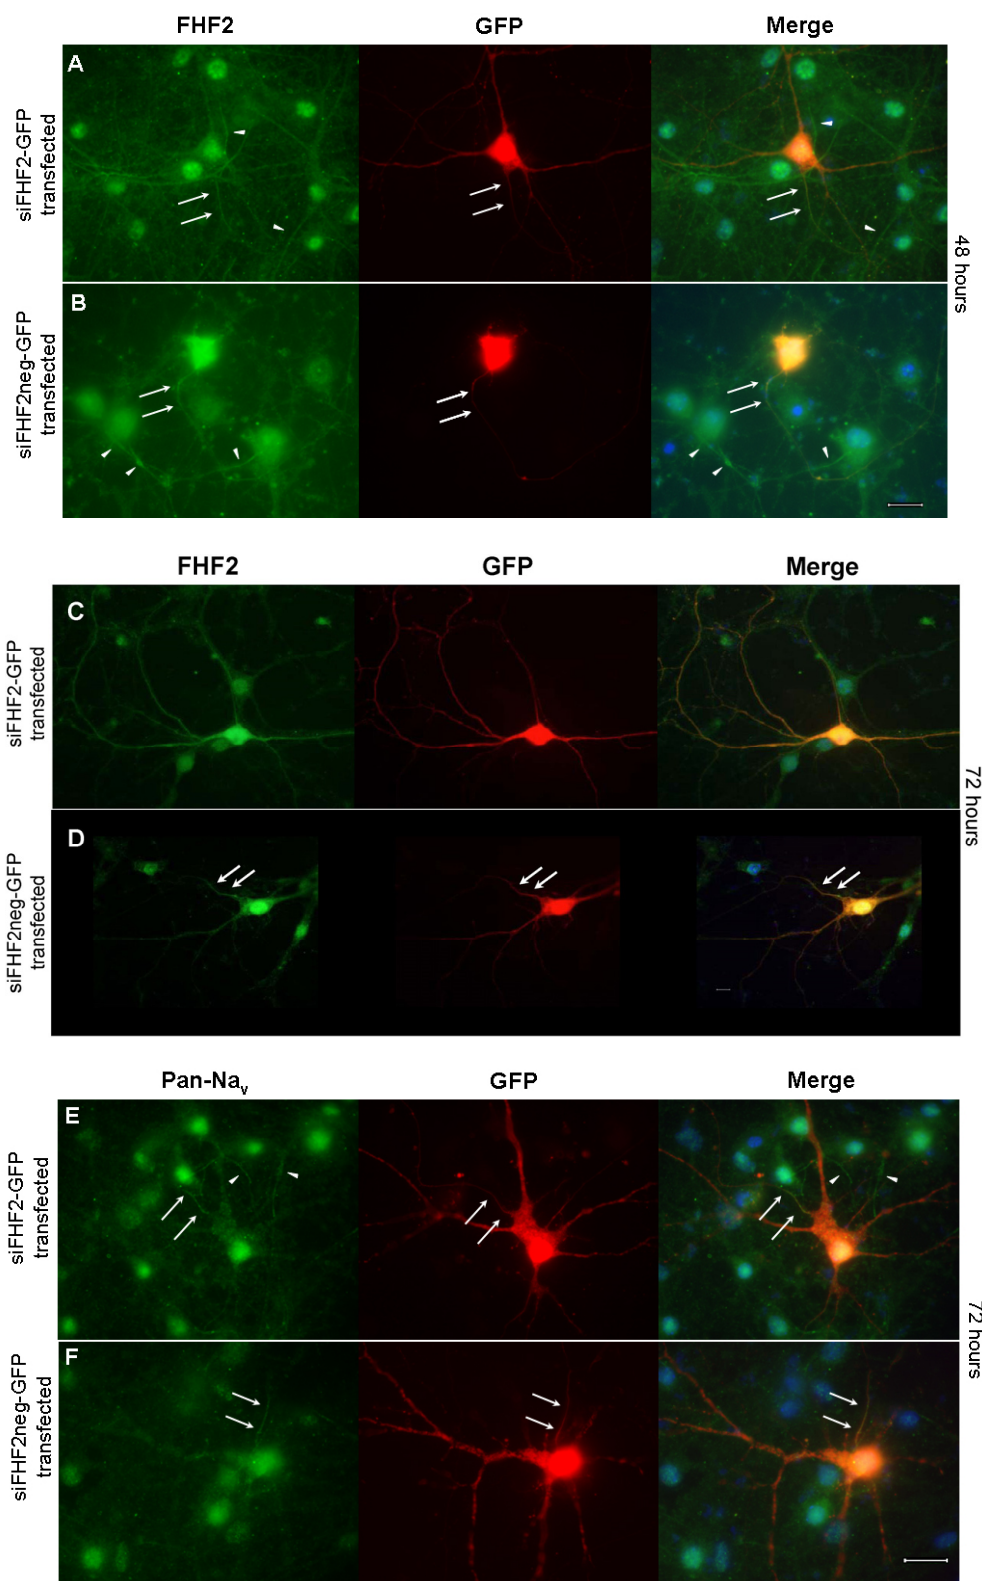 FHF2 GFP Merge
A
siFHF2-GFP
transfected
B
siFHF2neg-GFP
transfected
48 hours
FHF2 GFP Merge
C
siFHF2-GFP
transfected
D
siFHF2neg-GFP
transfected
72 hours
Pan-Nav GFP Merge
E
siFHF2-GFP
transfected
F
siFHF2neg-GFP
transfected
72 hours